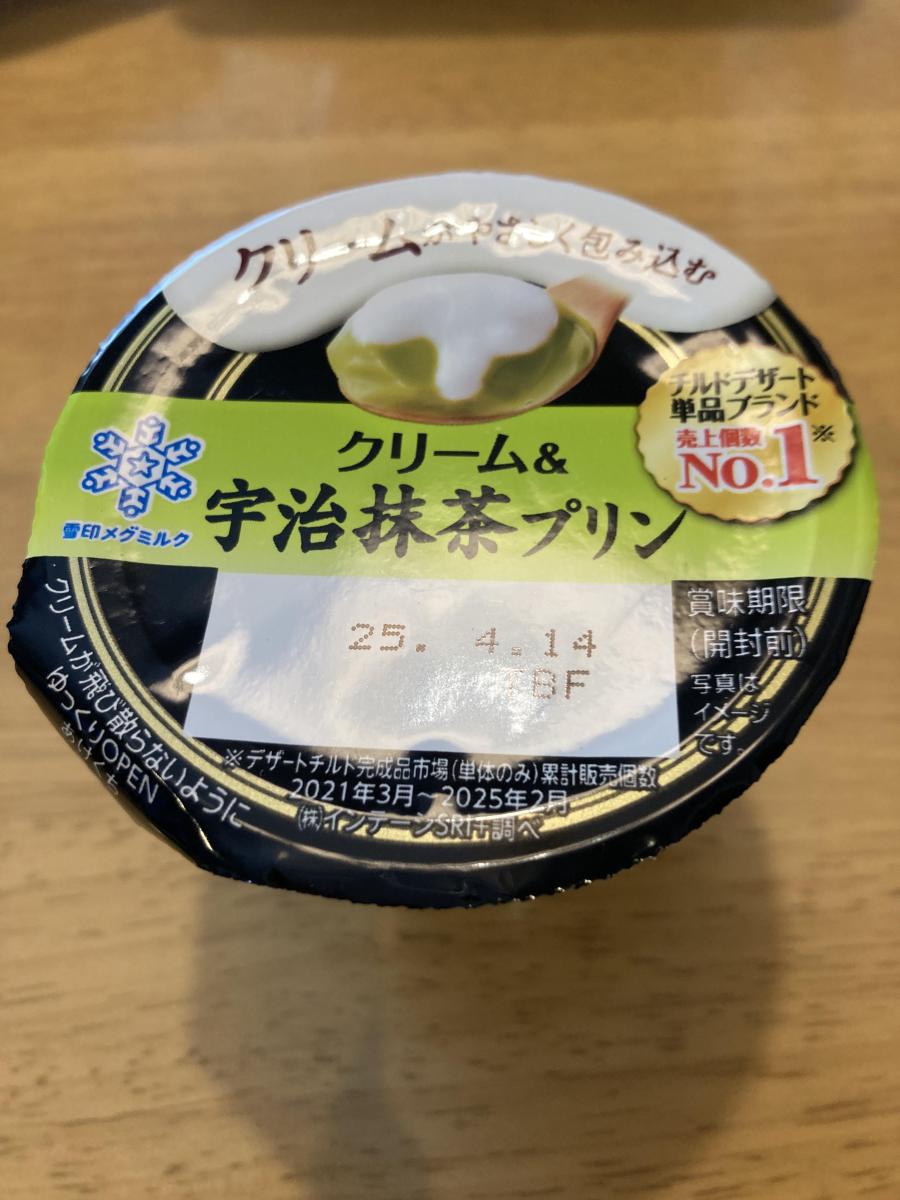 クリームがやさしく包み込む
チルドデザート
単品ブランド
売上個数
No.1※
雪印メグミルク
クリーム&
宇治抹茶プリン
25. 4.14
TBF
賞味期限
(開封前)
写真は
イメージ
です。
クリームが飛び散らないように
ゆっくりOPEN
あけくち
※デザートチルド完成品市場(単体のみ)累計販売個数
2021年3月~2025年2月
(株)インテージSRI+調べ